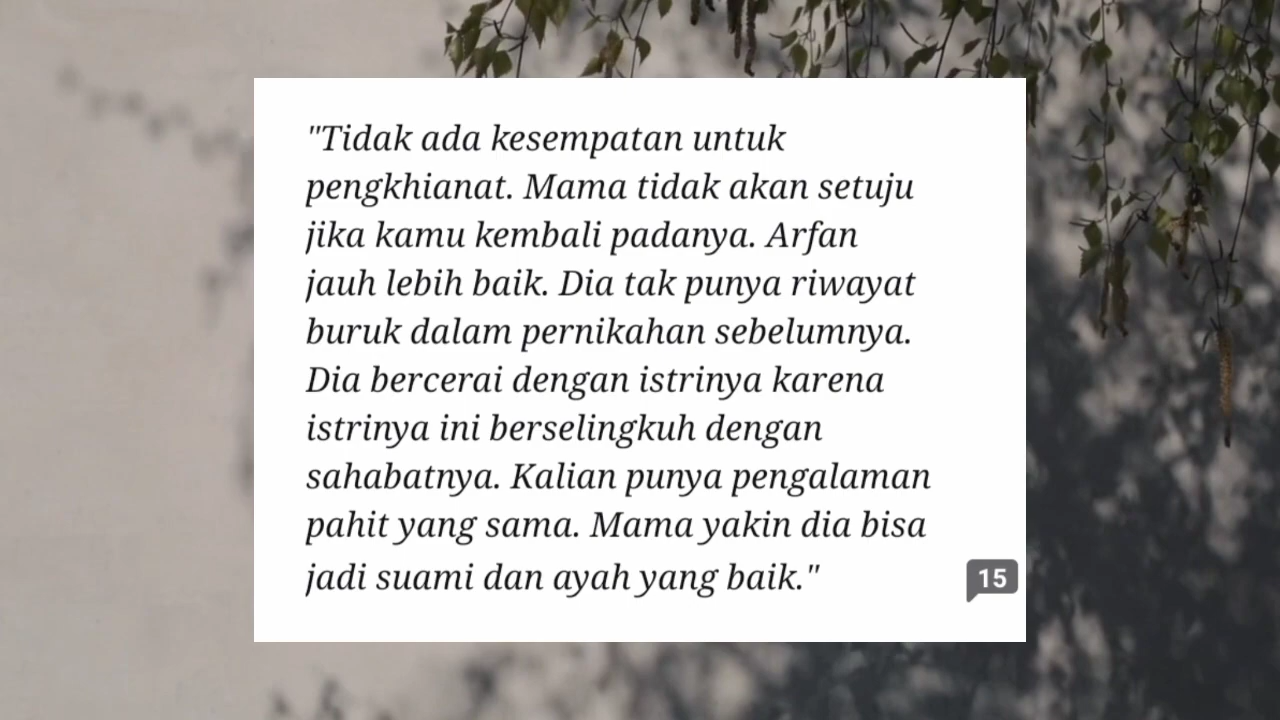 "Tidak ada kesempatan untuk
pengkhianat. Mama tidak akan setuju
jika kamu kembali padanya. Arfan
jauh lebih baik. Dia tak punya riwayat
buruk dalam pernikahan sebelumnya.
Dia bercerai dengan istrinya karena
istrinya ini berselingkuh dengan
sahabatnya. Kalian punya pengalaman
pahit yang sama. Mama yakin dia bisa
jadi suami dan ayah yang baik."
15